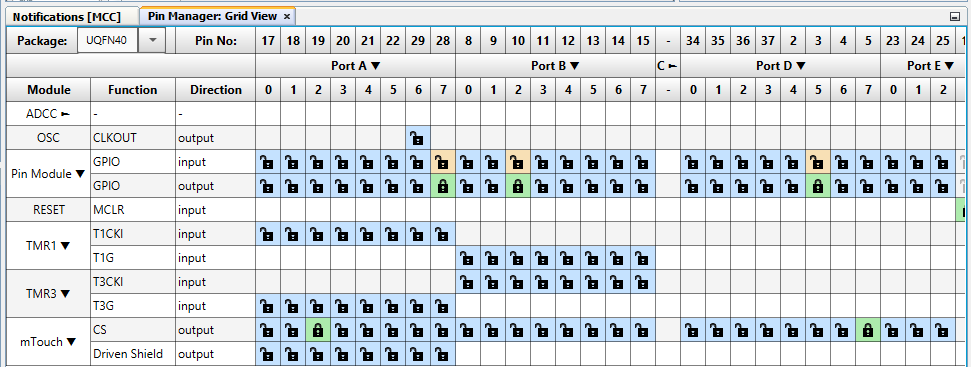 Notifications [MCC] Pin Manager: Grid View ×
Package: UQFN40 ▼ Pin No: 17 18 19 20 21 22 29 28 8 9 10 11 12 13 14 15 - 34 35 36 37 2 3 4 5 23 24 25
Port A ▼ Port B ▼ C Port D ▼ Port E ▼
Module Function Direction 0 1 2 3 4 5 6 7 0 1 2 3 4 5 6 7 - 0 1 2 3 4 5 6 7 0 1 2
ADCC - -
OSC CLKOUT output
Pin Module ▼ GPIO input
GPIO output
RESET MCLR input
TMR1 ▼ T1CKI input
T1G input
TMR3 ▼ T3CKI input
T3G input
mTouch ▼ CS output
Driven Shield output